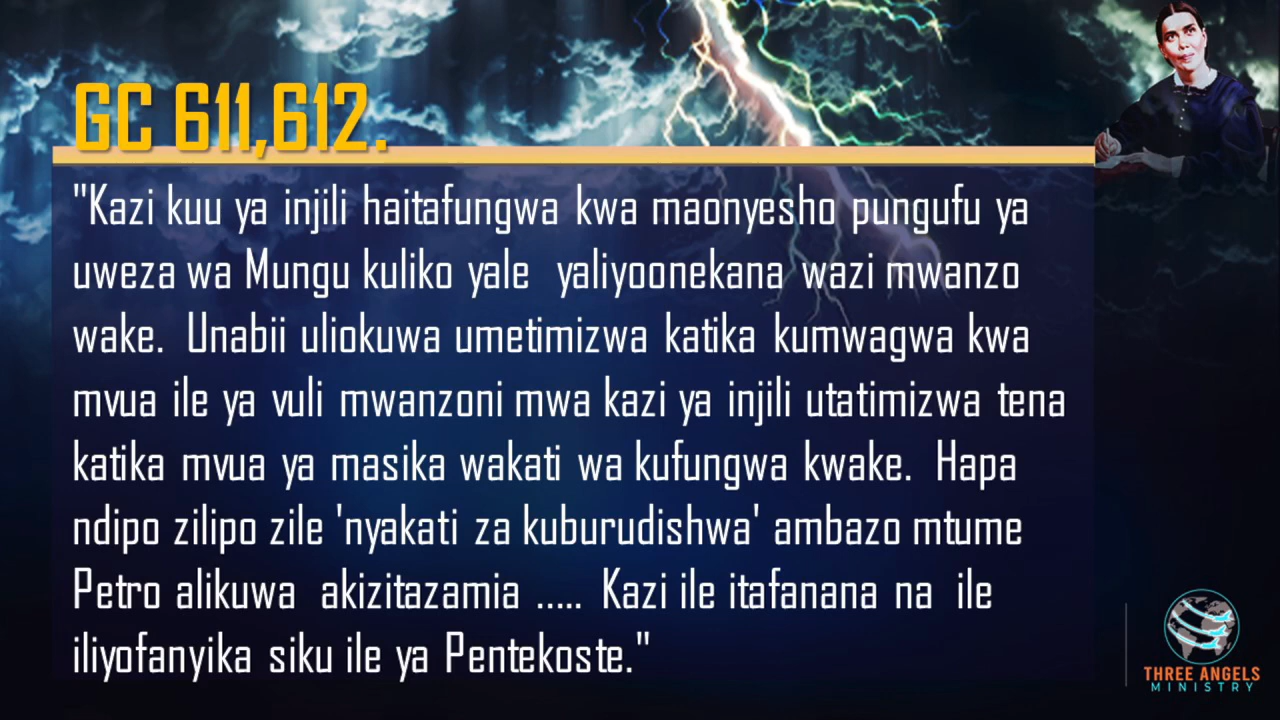 GC 611,612.
"Kazi kuu ya injili haitafungwa kwa maonyesho pungufu ya
uweza wa Mungu kuliko yale yaliyoonekana wazi mwanzo
wake. Unabii uliokuwa umetimizwa katika kumwagwa kwa
mvua ile ya vuli mwanzoni mwa kazi ya injili utatimizwa tena
katika mvua ya masika wakati wa kufungwa kwake. Hapa
ndipo zilipo zile 'nyakati za kuburudishwa' ambazo mtume
Petro alikuwa akizitazamia ..... Kazi ile itafanana na ile
iliyofanyika siku ile ya Pentekoste."
THREE ANGELS
MINISTRY